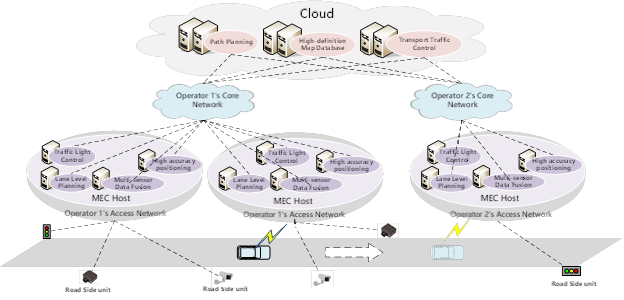 Cloud
Path Planning
High-definition
Map Database
Transport Traffic
Control
Operator 1's Core
Network
Operator 2's Core
Network
Traffic Light
Control
High accuracy
positioning
Lane Level
Planning
Multi-sensor
Data Fusion
MEC Host
Operator 1's Access Network
Traffic Light
Control
High accuracy
positioning
Lane Level
Planning
Multi-sensor
Data Fusion
MEC Host
Operator 1's Access Network
Traffic Light
Control
High accuracy
positioning
Lane Level
Planning
Multi-sensor
Data Fusion
MEC Host
Operator 2's Access Network
Road Side unit
Road Side unit
Road Side unit